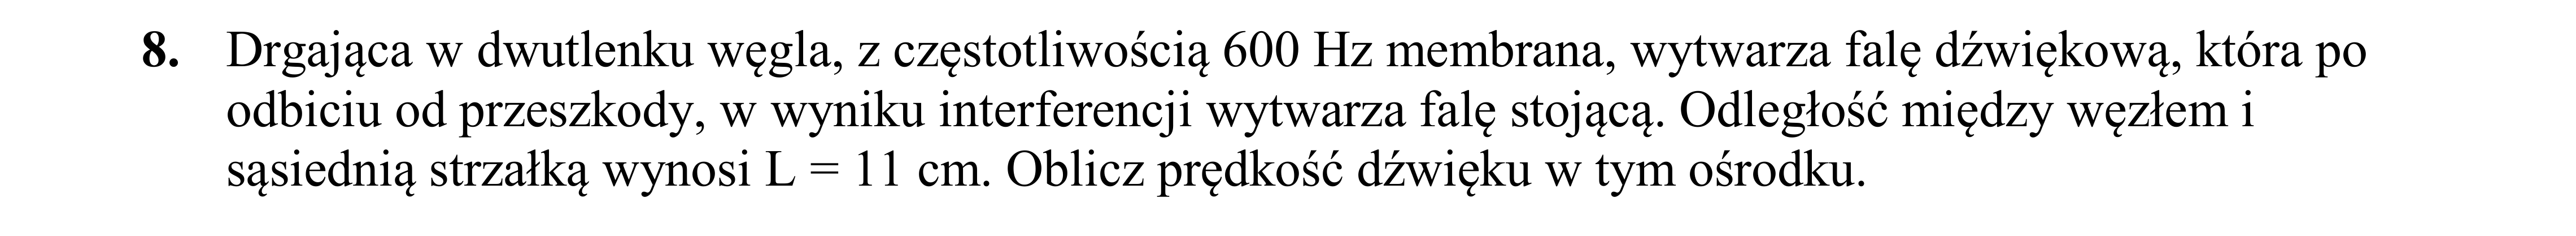 8. Drgająca w dwutlenku węgla, z częstotliwością 600 Hz membrana, wytwarza falę dźwiękową, która po
odbiciu od przeszkody, w wyniku interferencji wytwarza falę stojącą. Odległość między węzłem i
sąsiednią strzałką wynosi L = 11 cm. Oblicz prędkość dźwięku w tym ośrodku.